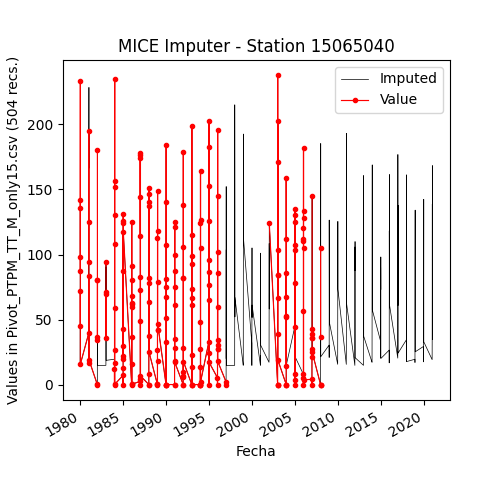 MICE Imputer - Station 15065040
Imputed
Value
Values in Pivot_PTPM_TT_M_only15.csv (504 recs.)
200
150
100
50
0
1980
1985
1990
1995
2000
2005
2010
2015
2020
Fecha